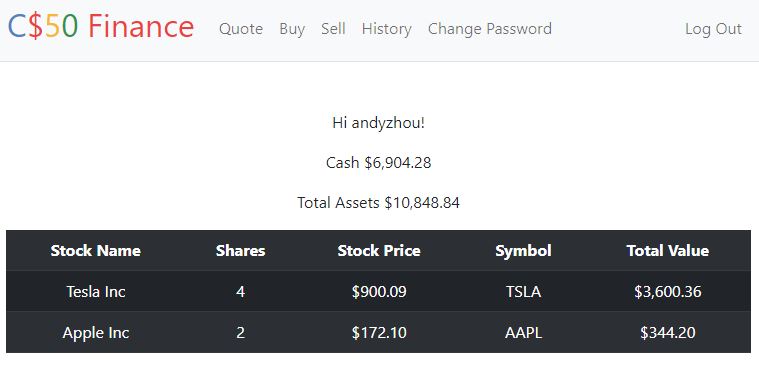 C$50 Finance Quote Buy Sell History Change Password Log Out
Hi andyzhou!
Cash $6,904.28
Total Assets $10,848.84
Stock Name Shares Stock Price Symbol Total Value
Tesla Inc 4 $900.09 TSLA $3,600.36
Apple Inc 2 $172.10 AAPL $344.20